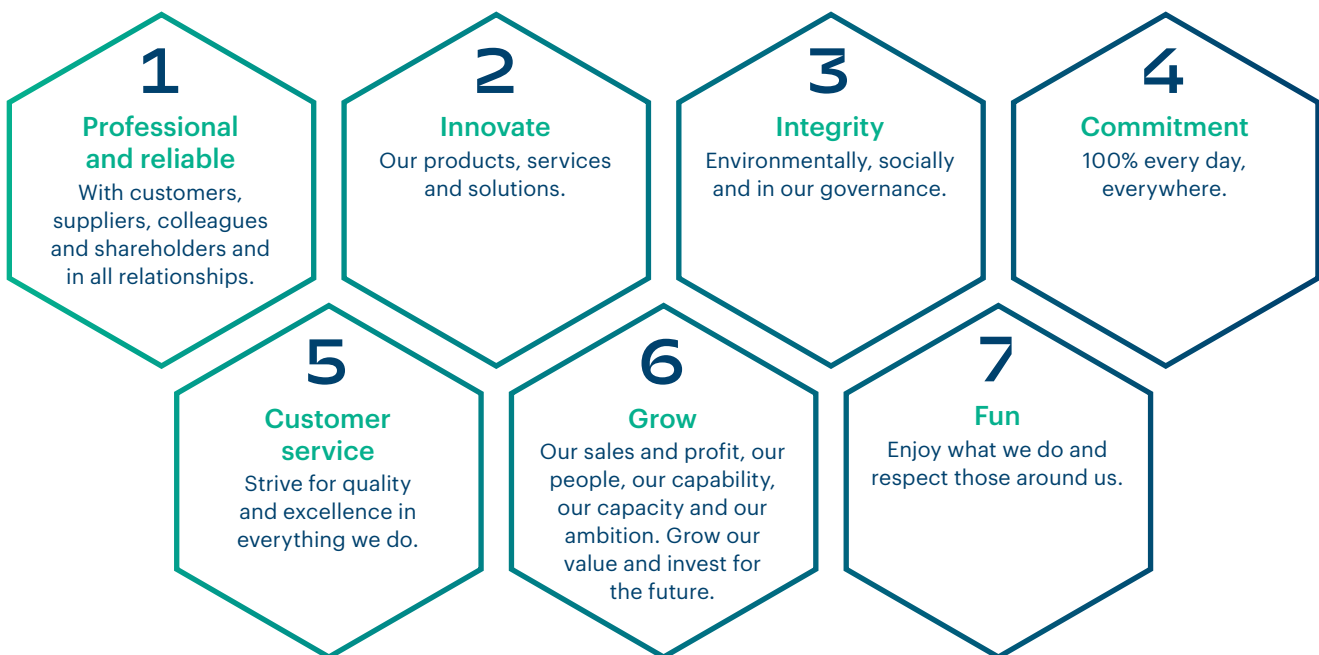 1
Professional
and reliable
With customers,
suppliers, colleagues
and shareholders and
in all relationships.
2
Innovate
Our products, services
and solutions.
3
Integrity
Environmentally, socially
and in our governance.
4
Commitment
100% every day,
everywhere.
5
Customer
service
Strive for quality
and excellence in
everything we do.
6
Grow
Our sales and profit, our
people, our capability,
our capacity and our
ambition. Grow our
value and invest for
the future.
7
Fun
Enjoy what we do and
respect those around us.